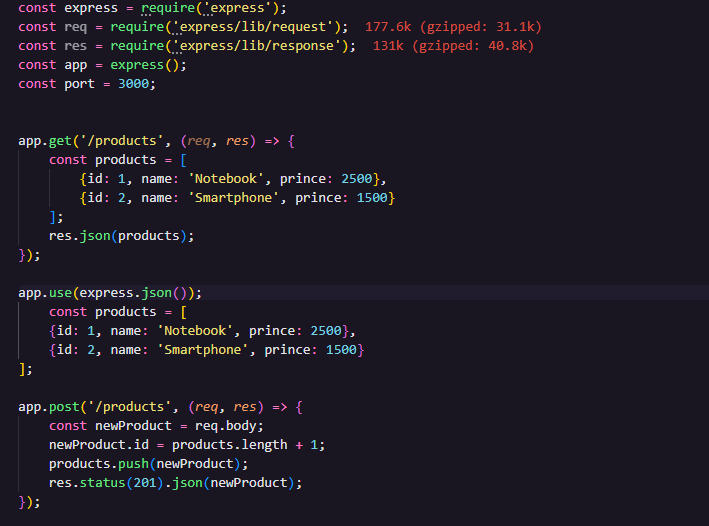 const express = require('express');
const req = require('express/lib/request');  177.6k (gzipped: 31.1k)
const res = require('express/lib/response');  131k (gzipped: 40.8k)
const app = express();
const port = 3000;
app.get('/products', (req, res) => {
    const products = [
        {id: 1, name: 'Notebook', prince: 2500},
        {id: 2, name: 'Smartphone', prince: 1500}
    ];
    res.json(products);
});
app.use(express.json());
    const products = [
    {id: 1, name: 'Notebook', prince: 2500},
    {id: 2, name: 'Smartphone', prince: 1500}
];
app.post('/products', (req, res) => {
    const newProduct = req.body;
    newProduct.id = products.length + 1;
    products.push(newProduct);
    res.status(201).json(newProduct);
});